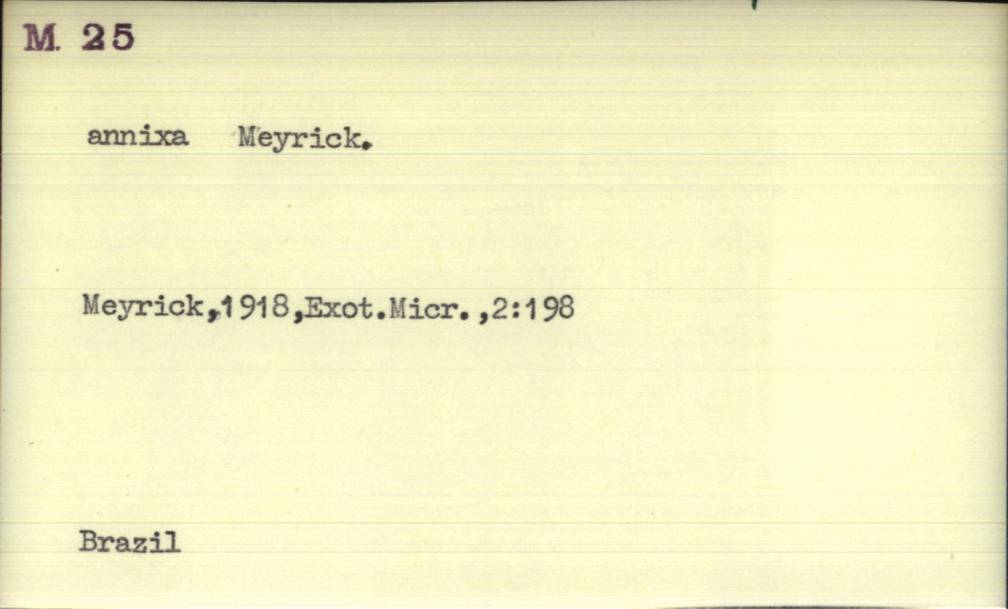 M. 25
annixa Meyrick.
Meyrick,1918,Exot.Micr.,2:198
Brazil